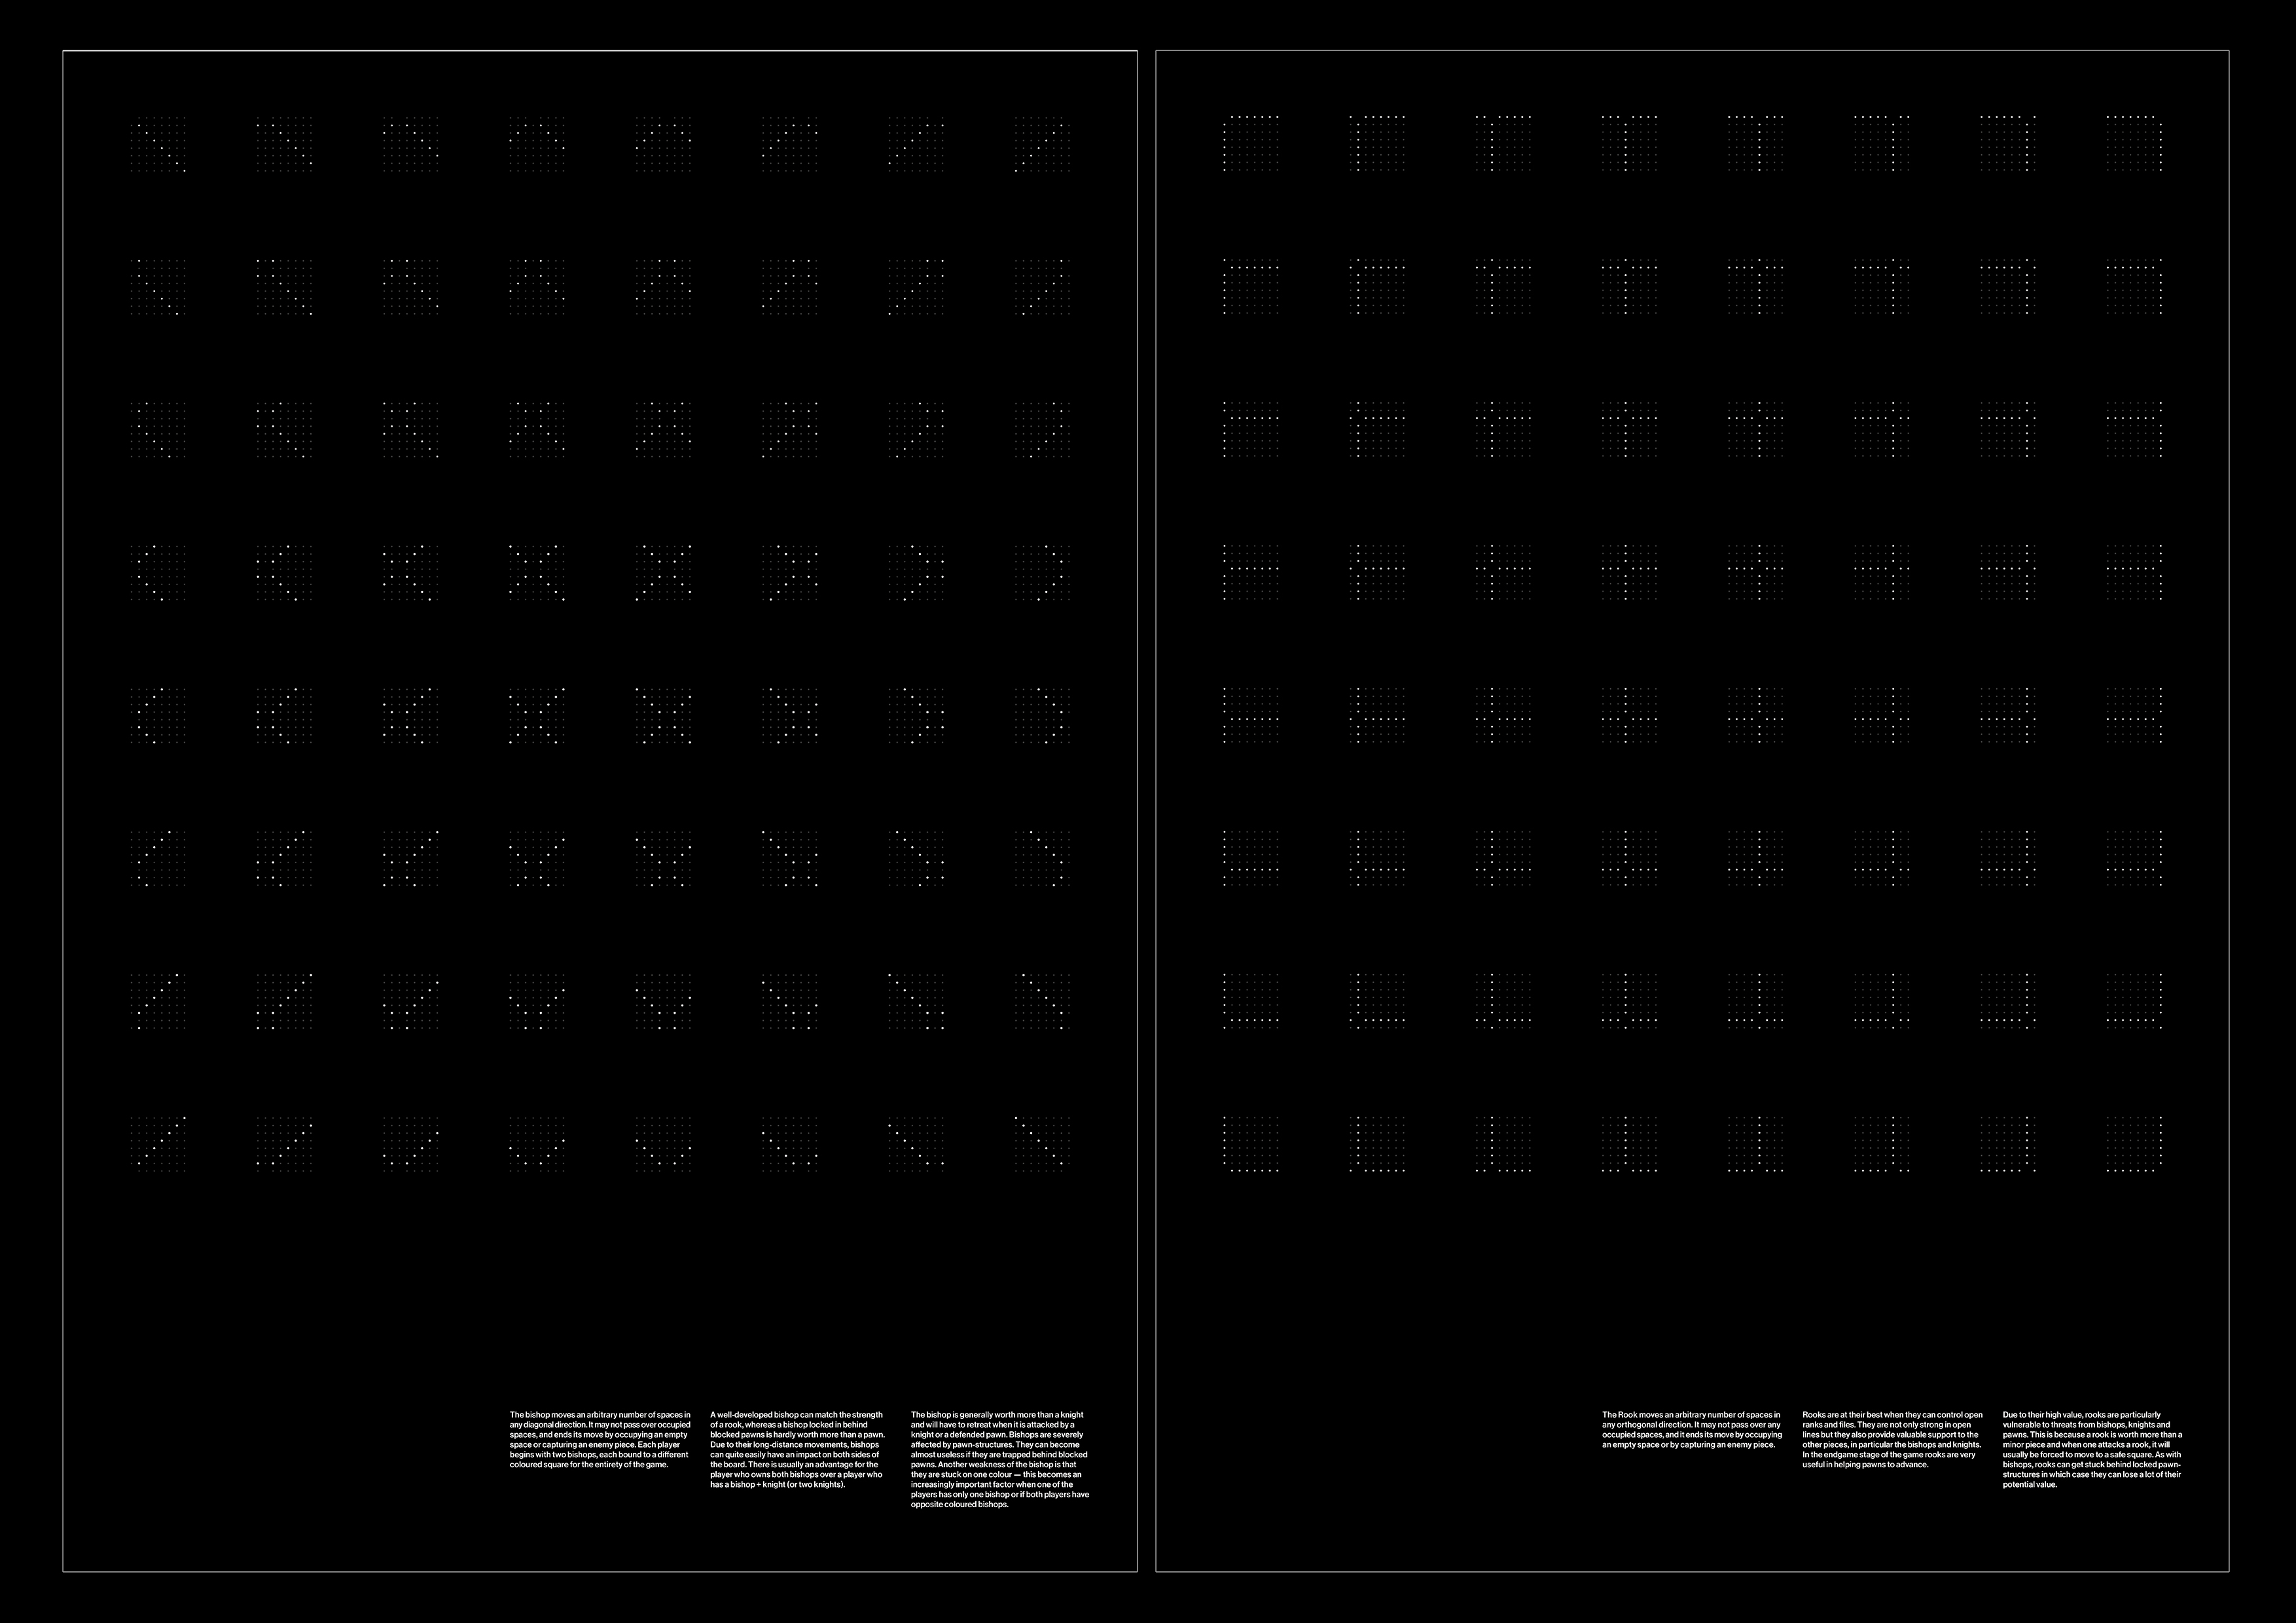 The bishop moves an arbitrary number of spaces in
any diagonal direction. It may not pass over occupied
spaces, and ends its move by occupying an empty
space or capturing an enemy piece. Each player
begins with two bishops, each bound to a different
coloured square for the entirety of the game.
A well-developed bishop can match the strength
of a rook, whereas a bishop locked in behind
blocked pawns is hardly worth more than a pawn.
Due to their long-distance movements, bishops
can quite easily have an impact on both sides of
the board. There is usually an advantage for the
player who owns both bishops over a player who
has a bishop + knight (or two knights).
The bishop is generally worth more than a knight
and will have to retreat when it is attacked by a
knight or a defended pawn. Bishops are severely
affected by pawn-structures. They can become
almost useless if they are trapped behind blocked
pawns. Another weakness of the bishop is that
they are stuck on one colour — this becomes an
increasingly important factor when one of the
players has only one bishop or if both players have
opposite coloured bishops.
The Rook moves an arbitrary number of spaces in
any orthogonal direction. It may not pass over any
occupied spaces, and it ends its move by occupying
an empty space or by capturing an enemy piece.
Rooks are at their best when they can control open
ranks and files. They are not only strong in open
lines but they also provide valuable support to the
other pieces, in particular the bishops and knights.
In the endgame stage of the game rooks are very
useful in helping pawns to advance.
Due to their high value, rooks are particularly
vulnerable to threats from bishops, knights and
pawns. This is because a rook is worth more than a
minor piece and when one attacks a rook, it will
usually be forced to move to a safe square. As with
bishops, rooks can get stuck behind locked pawn-
structures in which case they can lose a lot of their
potential value.